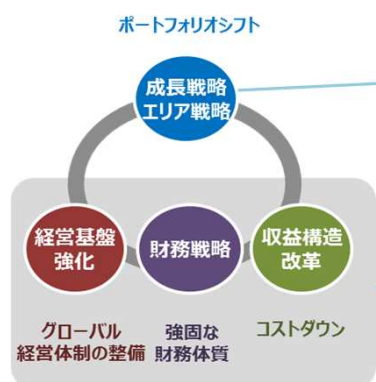 ポートフォリオシフト
成長戦略
エリア戦略
経営基盤
強化
財務戦略
収益構造
改革
グローバル
経営体制の整備
強固な
財務体質
コストダウン